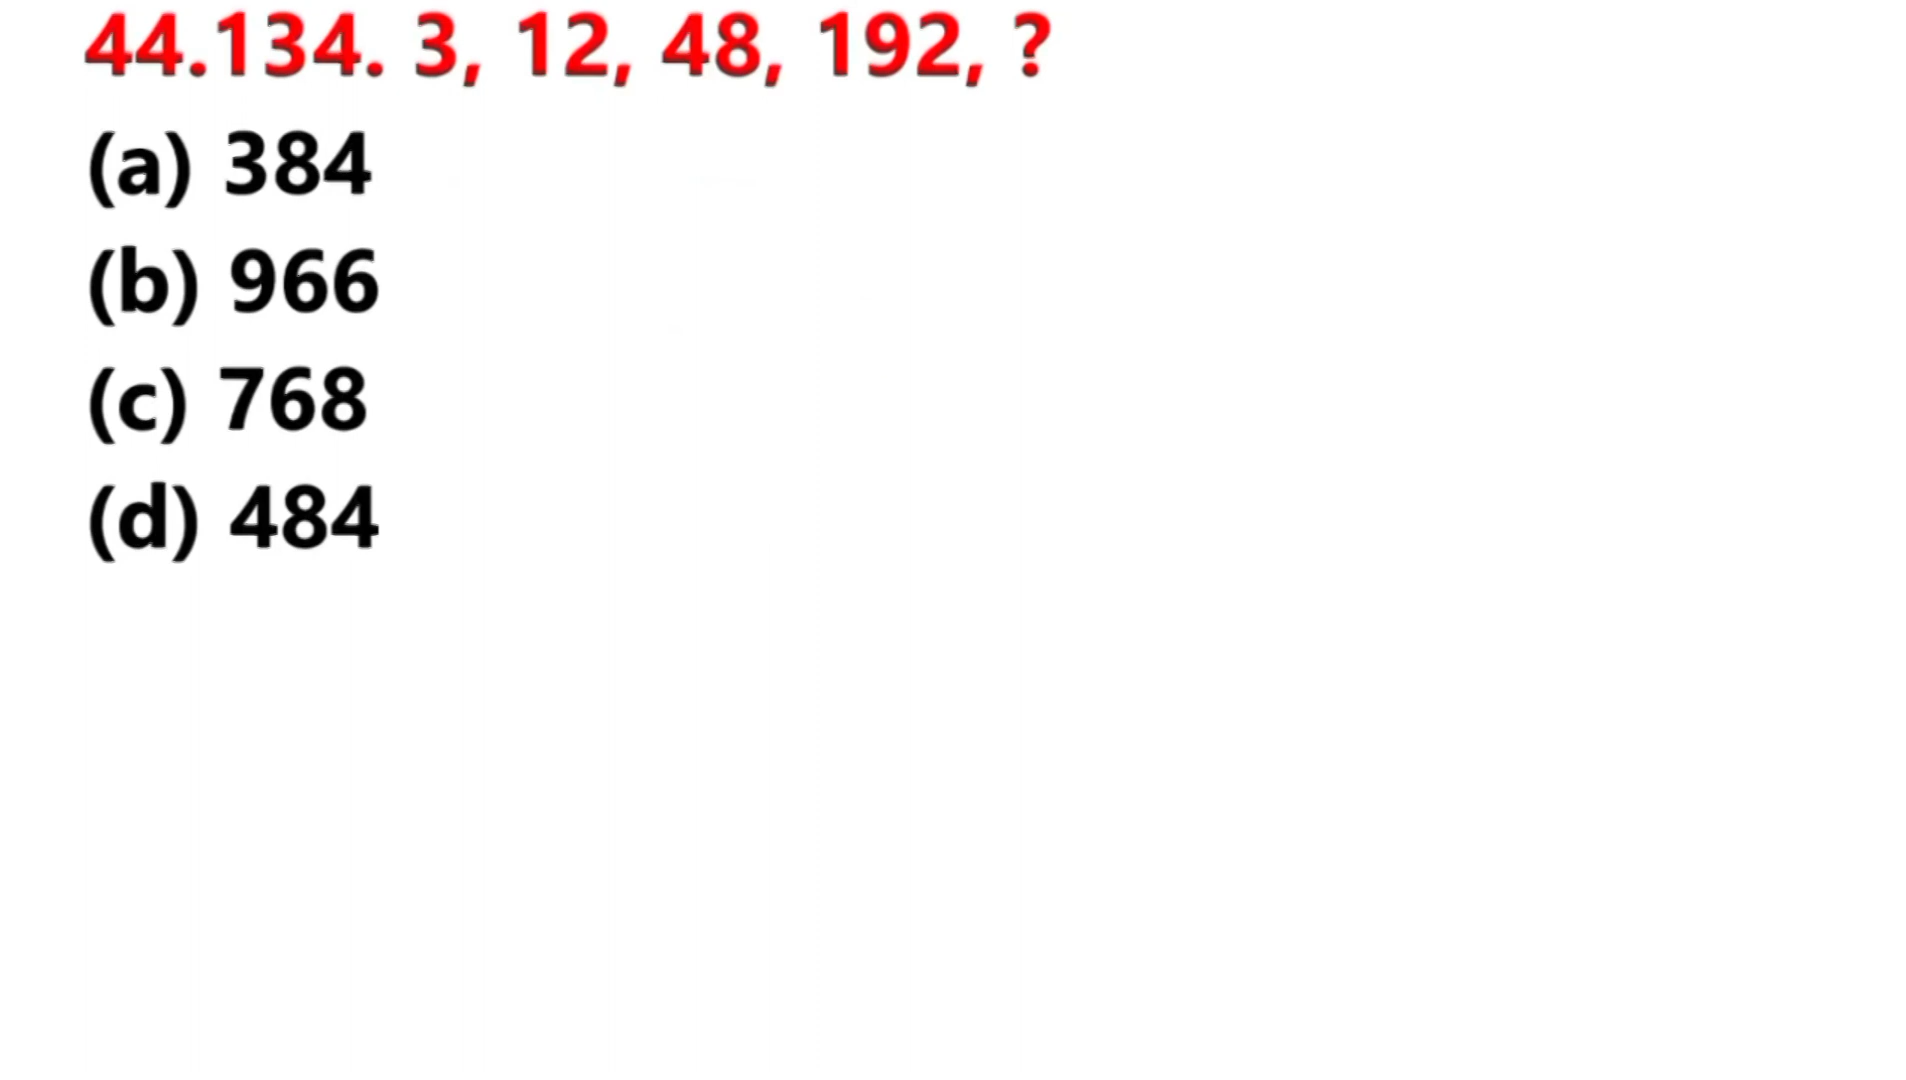 44.134. 3, 12, 48, 192, ?
(a) 384
(b) 966
(c) 768
(d) 484